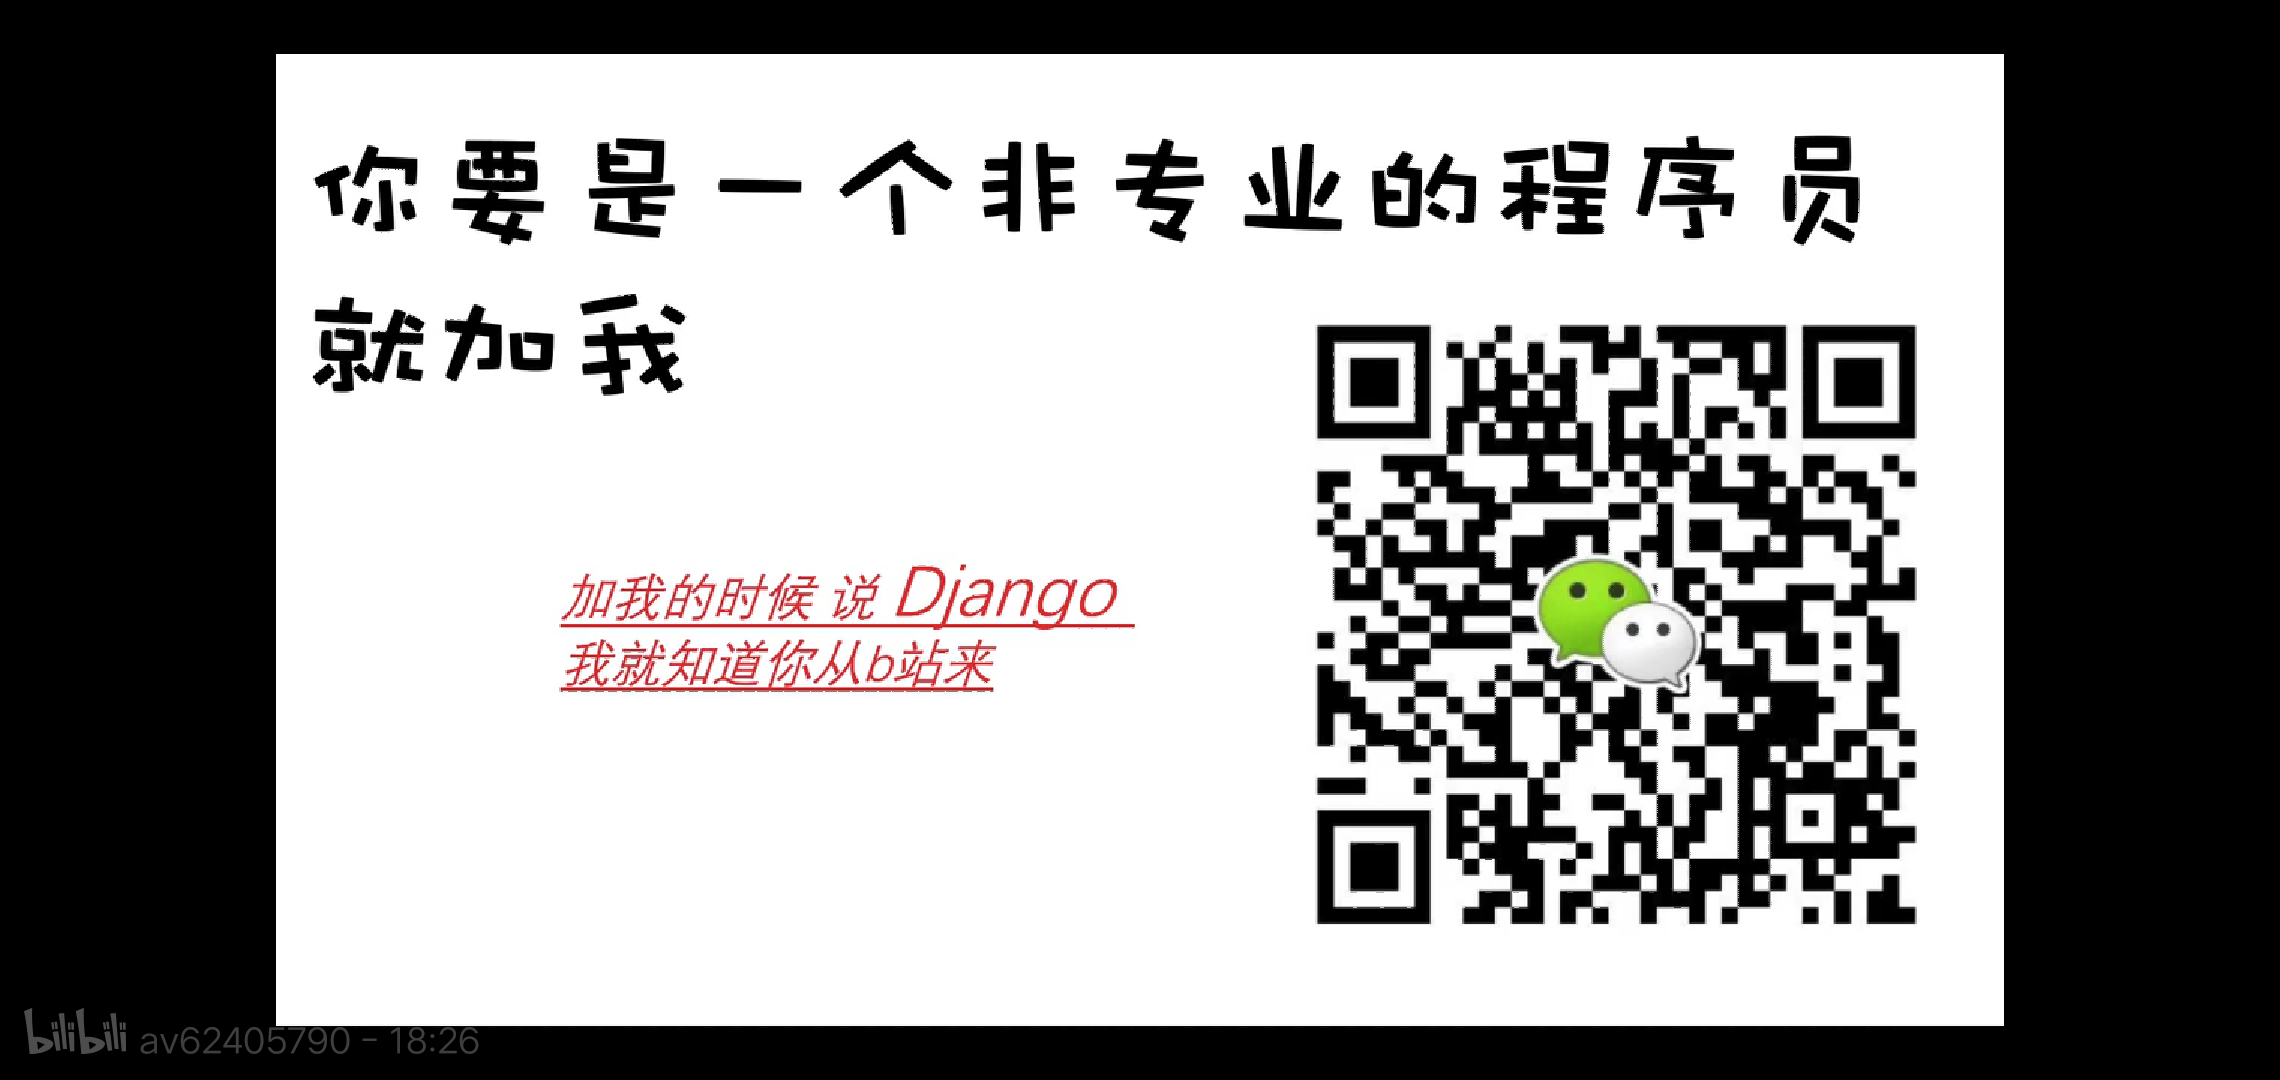 你要是一个非专业的程序员
就加我
加我的时候 说 Django
我就知道你从b站来
bilibili av62405790 - 18:26